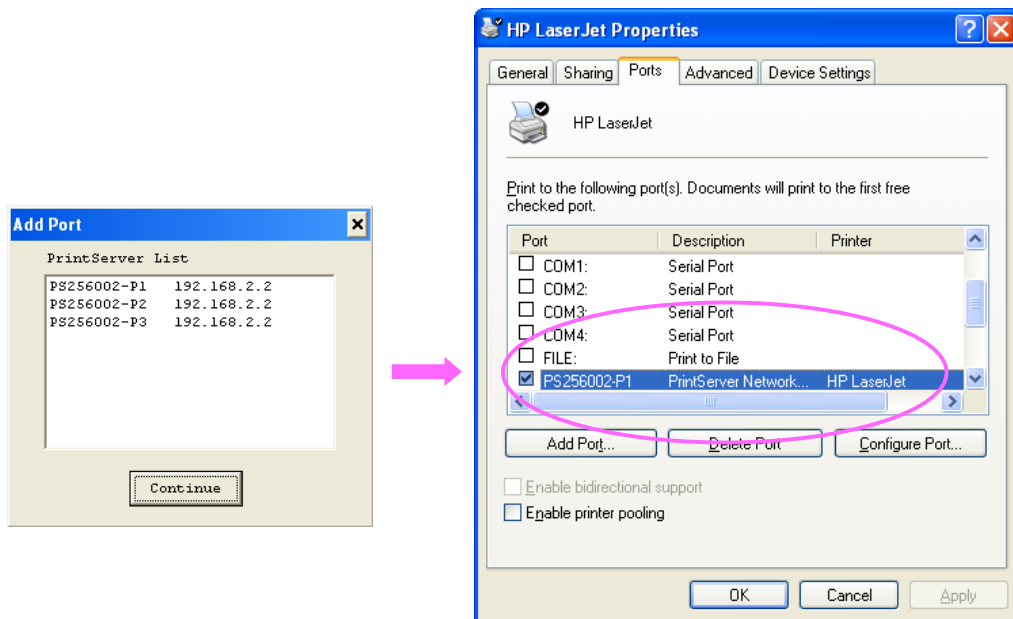 Add Port
PrintServer List
PS256002-P1 192.168.2.2
PS256002-P2 192.168.2.2
PS256002-P3 192.168.2.2
Continue
HP LaserJet Properties
General Sharing Ports Advanced Device Settings
HP LaserJet
Print to the following port(s). Documents will print to the first free
checked port.
Port Description Printer
COM1: Serial Port
COM2: Serial Port
COM3: Serial Port
COM4: Serial Port
FILE: Print to File
PS256002-P1 PrintServer Network... HP LaserJet
Add Port... Delete Port Configure Port...
Enable bidirectional support
Enable printer pooling
OK Cancel Apply